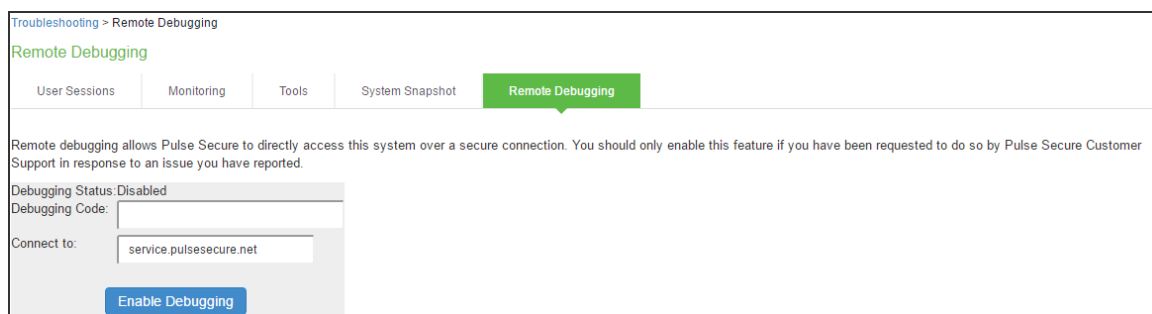 Troubleshooting > Remote Debugging
Remote Debugging
User Sessions Monitoring Tools System Snapshot Remote Debugging
Remote debugging allows Pulse Secure to directly access this system over a secure connection. You should only enable this feature if you have been requested to do so by Pulse Secure Customer
Support in response to an issue you have reported.
Debugging Status:Disabled
Debugging Code:
Connect to: service.pulsesecure.net
Enable Debugging